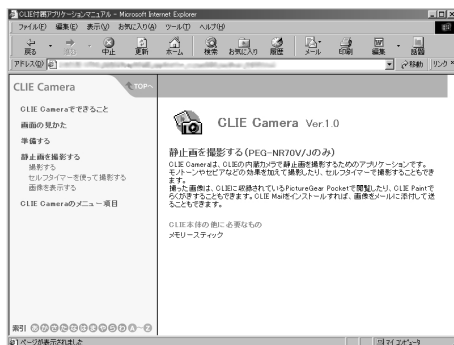 CLIE付属アプリケーションマニュアル - Microsoft Internet Explorer
ファイル(F) 編集(E) 表示(V) お気に入り(A) ツール(T) ヘルプ(H)
戻る 進む 中止 更新 ホーム 検索 お気に入り 履歴 メール 印刷 編集 話題
アドレス(D) 移動 リンク
CLIE Camera
TOPへ
CLIE Cameraでできること
画面の見かた
準備する
静止画を撮影する
撮影する
セルフタイマーを使って撮影する
画像を表示する
CLIE Cameraのメニュー項目
索引 あかさたなはまやらわA〜Z
CLIE Camera Ver.1.0
静止画を撮影する(PEG-NR70V/Jのみ)
CLIE Cameraは、CLIEの内蔵カメラで静止画を撮影するためのアプリケーションです。
モノトーンやセピアなどの効果を加えて撮影したり、セルフタイマーで撮影することもでき
ます。
撮った画像は、CLIEに収録されているPictureGear Pocketで閲覧したり、CLIE Paintで
らくがきすることもできます。CLIE Mailをインストールすれば、画像をメールに添付して送
ることもできます。
CLIE本体の他に必要なもの
メモリースティック
ページが表示されました
マイ コンピュータ